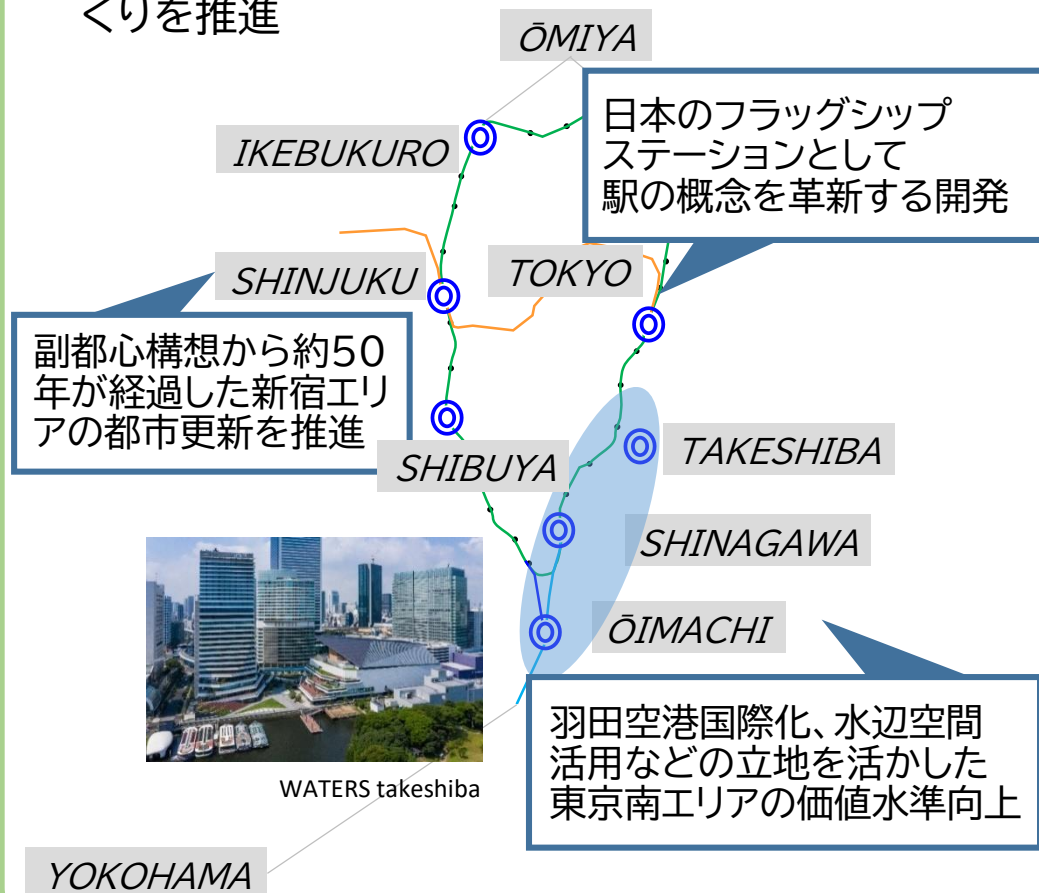 くりを推進
ŌMIYA
IKEBUKURO
日本のフラッグシップ
ステーションとして
駅の概念を革新する開発
SHINJUKU
TOKYO
副都心構想から約50
年が経過した新宿エリ
アの都市更新を推進
SHIBUYA
TAKESHIBA
SHINAGAWA
ŌIMACHI
羽田空港国際化、水辺空間
活用などの立地を活かした
東京南エリアの価値水準向上
WATERS takeshiba
YOKOHAMA